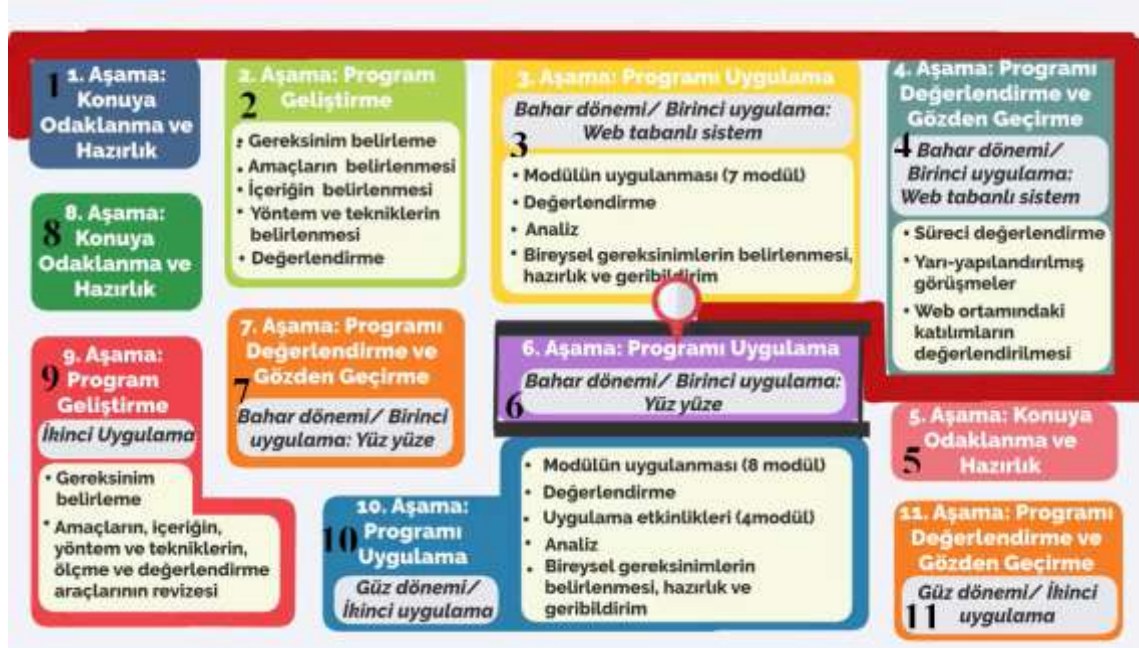 1
1. Aşama:
Konuya
Odaklanma ve
Hazırlık
2
2. Aşama: Program
Geliştirme
Gereksinim belirleme
• Amaçların belirlenmesi
• İçeriğin belirlenmesi
• Yöntem ve tekniklerin
belirlenmesi
• Değerlendirme
3
3. Aşama: Programı Uygulama
Bahar dönemi/ Birinci uygulama:
Web tabanlı sistem
• Modülün uygulanması (7 modül)
• Değerlendirme
• Analiz
• Bireysel gereksinimlerin belirlenmesi,
hazırlık ve geribildirim
4
4. Aşama: Programı
Değerlendirme ve
Gözden Geçirme
Bahar dönemi/
Birinci uygulama:
Web tabanlı sistem
• Süreci değerlendirme
• Yarı-yapılandırılmış
görüşmeler
• Web ortamındaki
katılımların
değerlendirilmesi
5
5. Aşama: Konuya
Odaklanma ve
Hazırlık
6
6. Aşama: Programı Uygulama
Bahar dönemi/ Birinci uygulama:
Yüz yüze
7
7. Aşama: Programı
Değerlendirme ve
Gözden Geçirme
Bahar dönemi/ Birinci
uygulama: Yüz yüze
8
8. Aşama:
Konuya
Odaklanma ve
Hazırlık
9
9. Aşama:
Program
Geliştirme
İkinci Uygulama
• Gereksinim
belirleme
• Amaçların, içeriğin,
yöntem ve tekniklerin,
ölçme ve değerlendirme
araçlarının revizesi
10
10. Aşama:
Programı
Uygulama
Güz dönemi/
İkinci uygulama
• Modülün uygulanması (8 modül)
• Değerlendirme
• Uygulama etkinlikleri (4modül)
• Analiz
• Bireysel gereksinimlerin
belirlenmesi, hazırlık ve
geribildirim
11
11. Aşama: Programı
Değerlendirme ve
Gözden Geçirme
Güz dönemi/ İkinci
uygulama